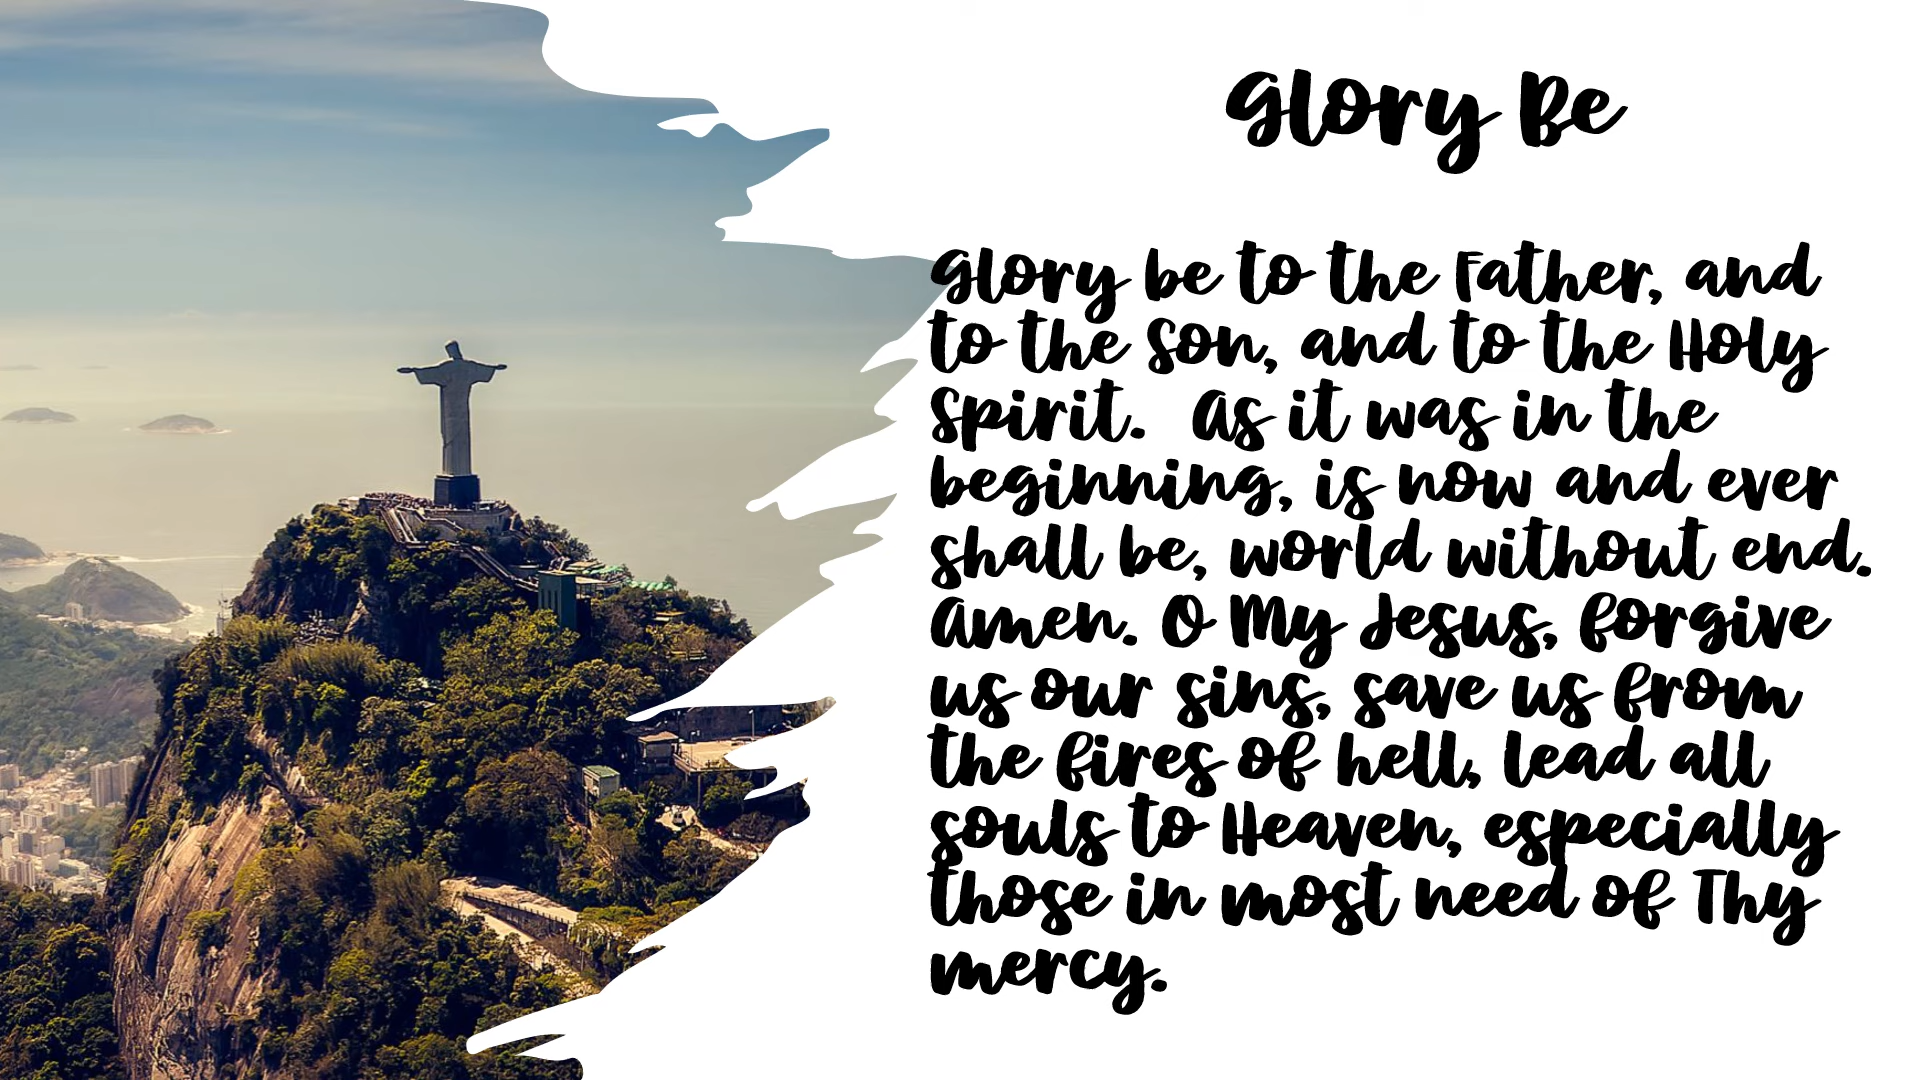 Glory Be
Glory be to the Father, and
to the Son, and to the Holy
Spirit.  As it was in the
beginning, is now and ever
shall be, world without end.
Amen. O My Jesus, forgive
us our sins, save us from
the fires of hell, lead all
souls to Heaven, especially
those in most need of Thy
mercy.